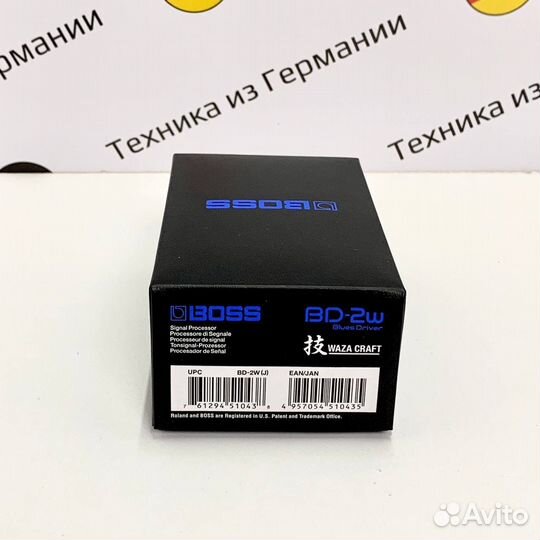 рмании
Техника из Германии
Техника из Германии
BOSS
BOSS
Signal Processor
Processore di Segnale
Processeur de signal
Tonsignal-Prozessor
Procesador de Señal
BD-2w
Blues Driver
技 WAZA CRAFT
UPC BD-2W(J)
7 61294 51043 8
EAN/JAN
4 957054 510435
Roland and BOSS are Registered in U.S. Patent and Trademark Office.
Avito